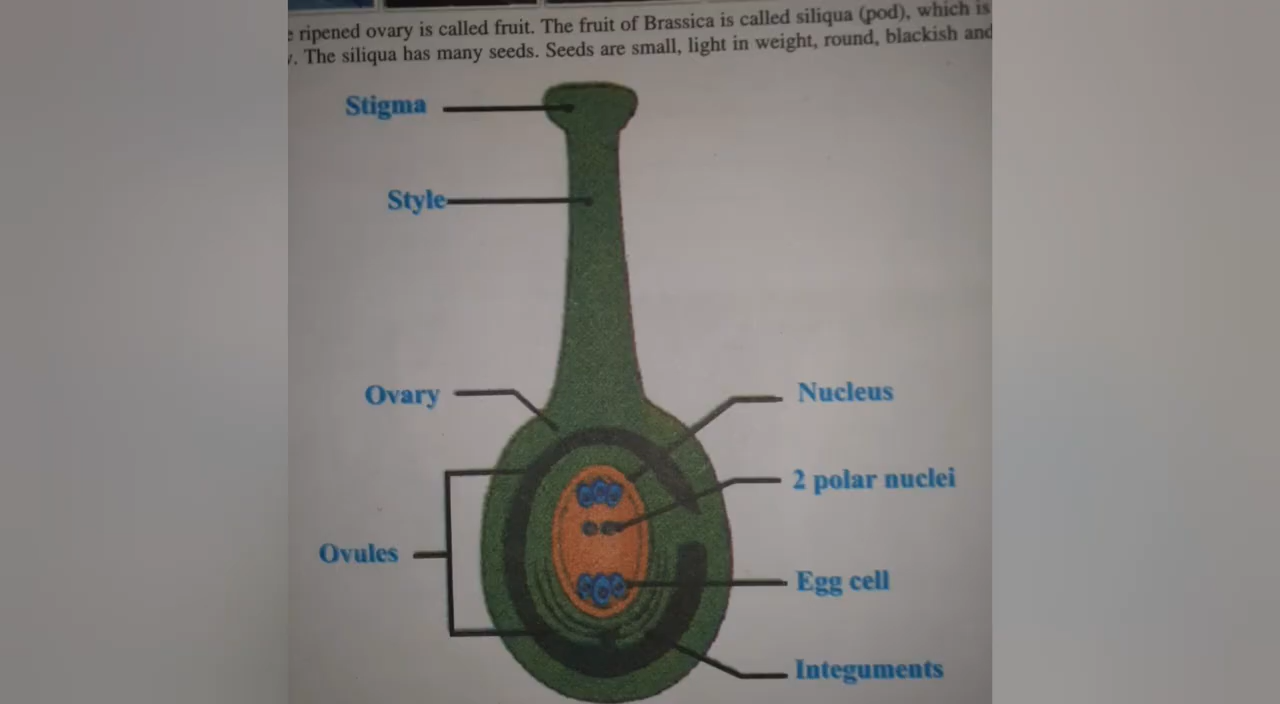 ripened ovary is called fruit. The fruit of Brassica is called siliqua (pod), which is
. The siliqua has many seeds. Seeds are small, light in weight, round, blackish and
Stigma
Style
Ovary
Nucleus
2 polar nuclei
Ovules
Egg cell
Integuments